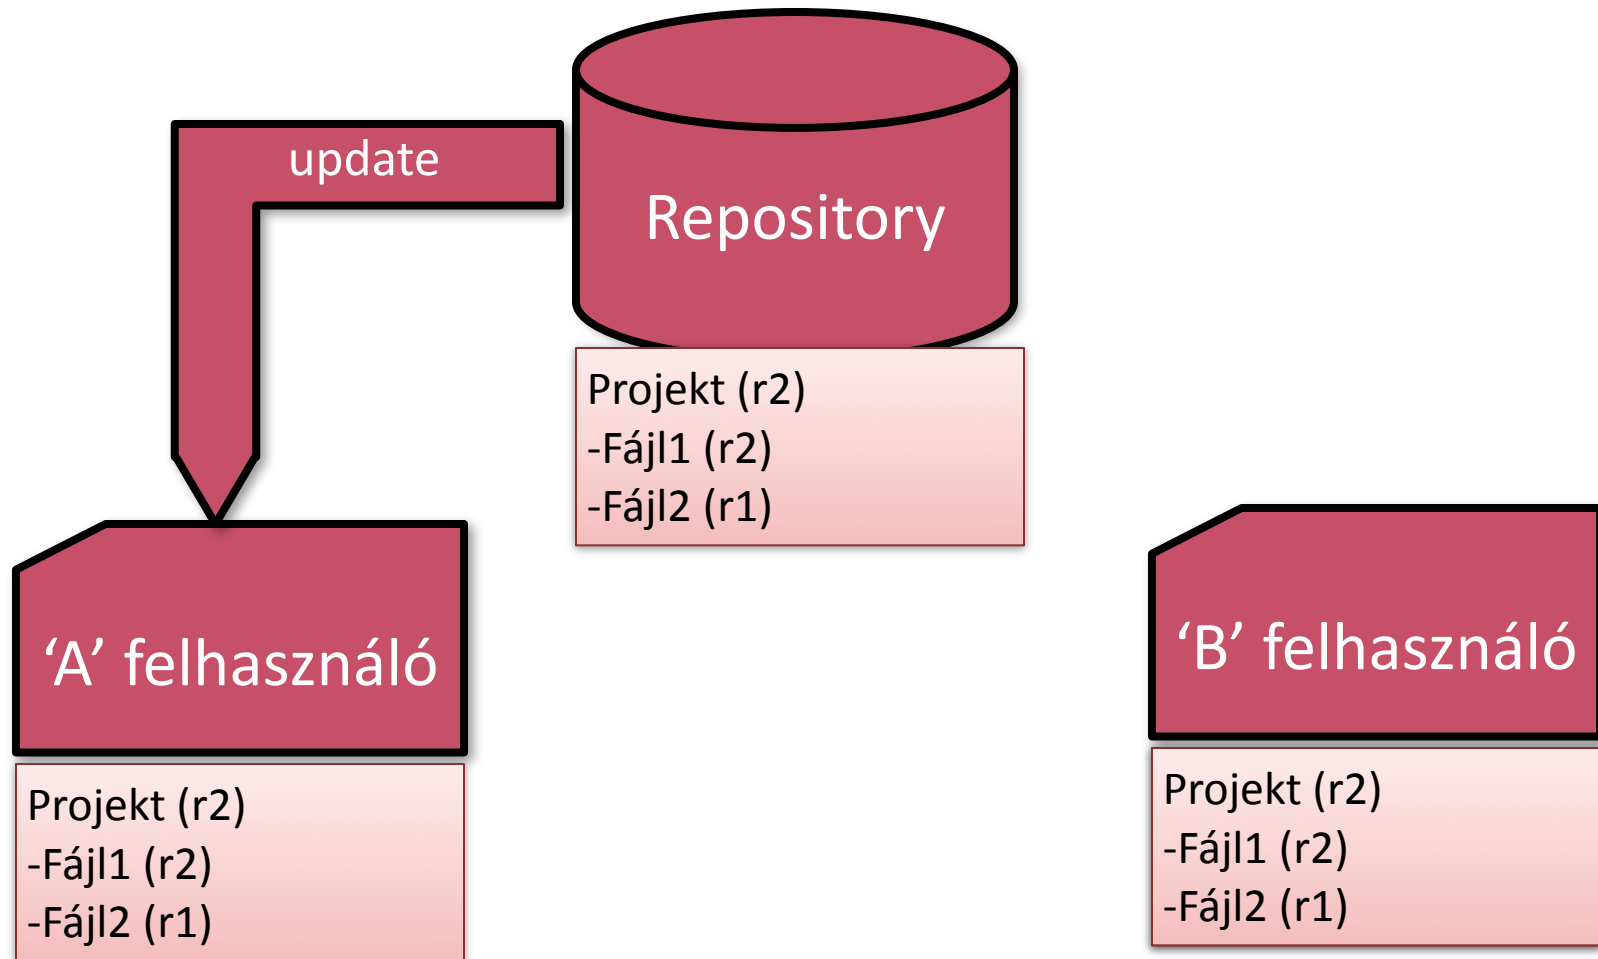 update
Repository
Projekt (r2)
-Fájl1 (r2)
-Fájl2 (r1)
‘A’ felhasználó
Projekt (r2)
-Fájl1 (r2)
-Fájl2 (r1)
‘B’ felhasználó
Projekt (r2)
-Fájl1 (r2)
-Fájl2 (r1)